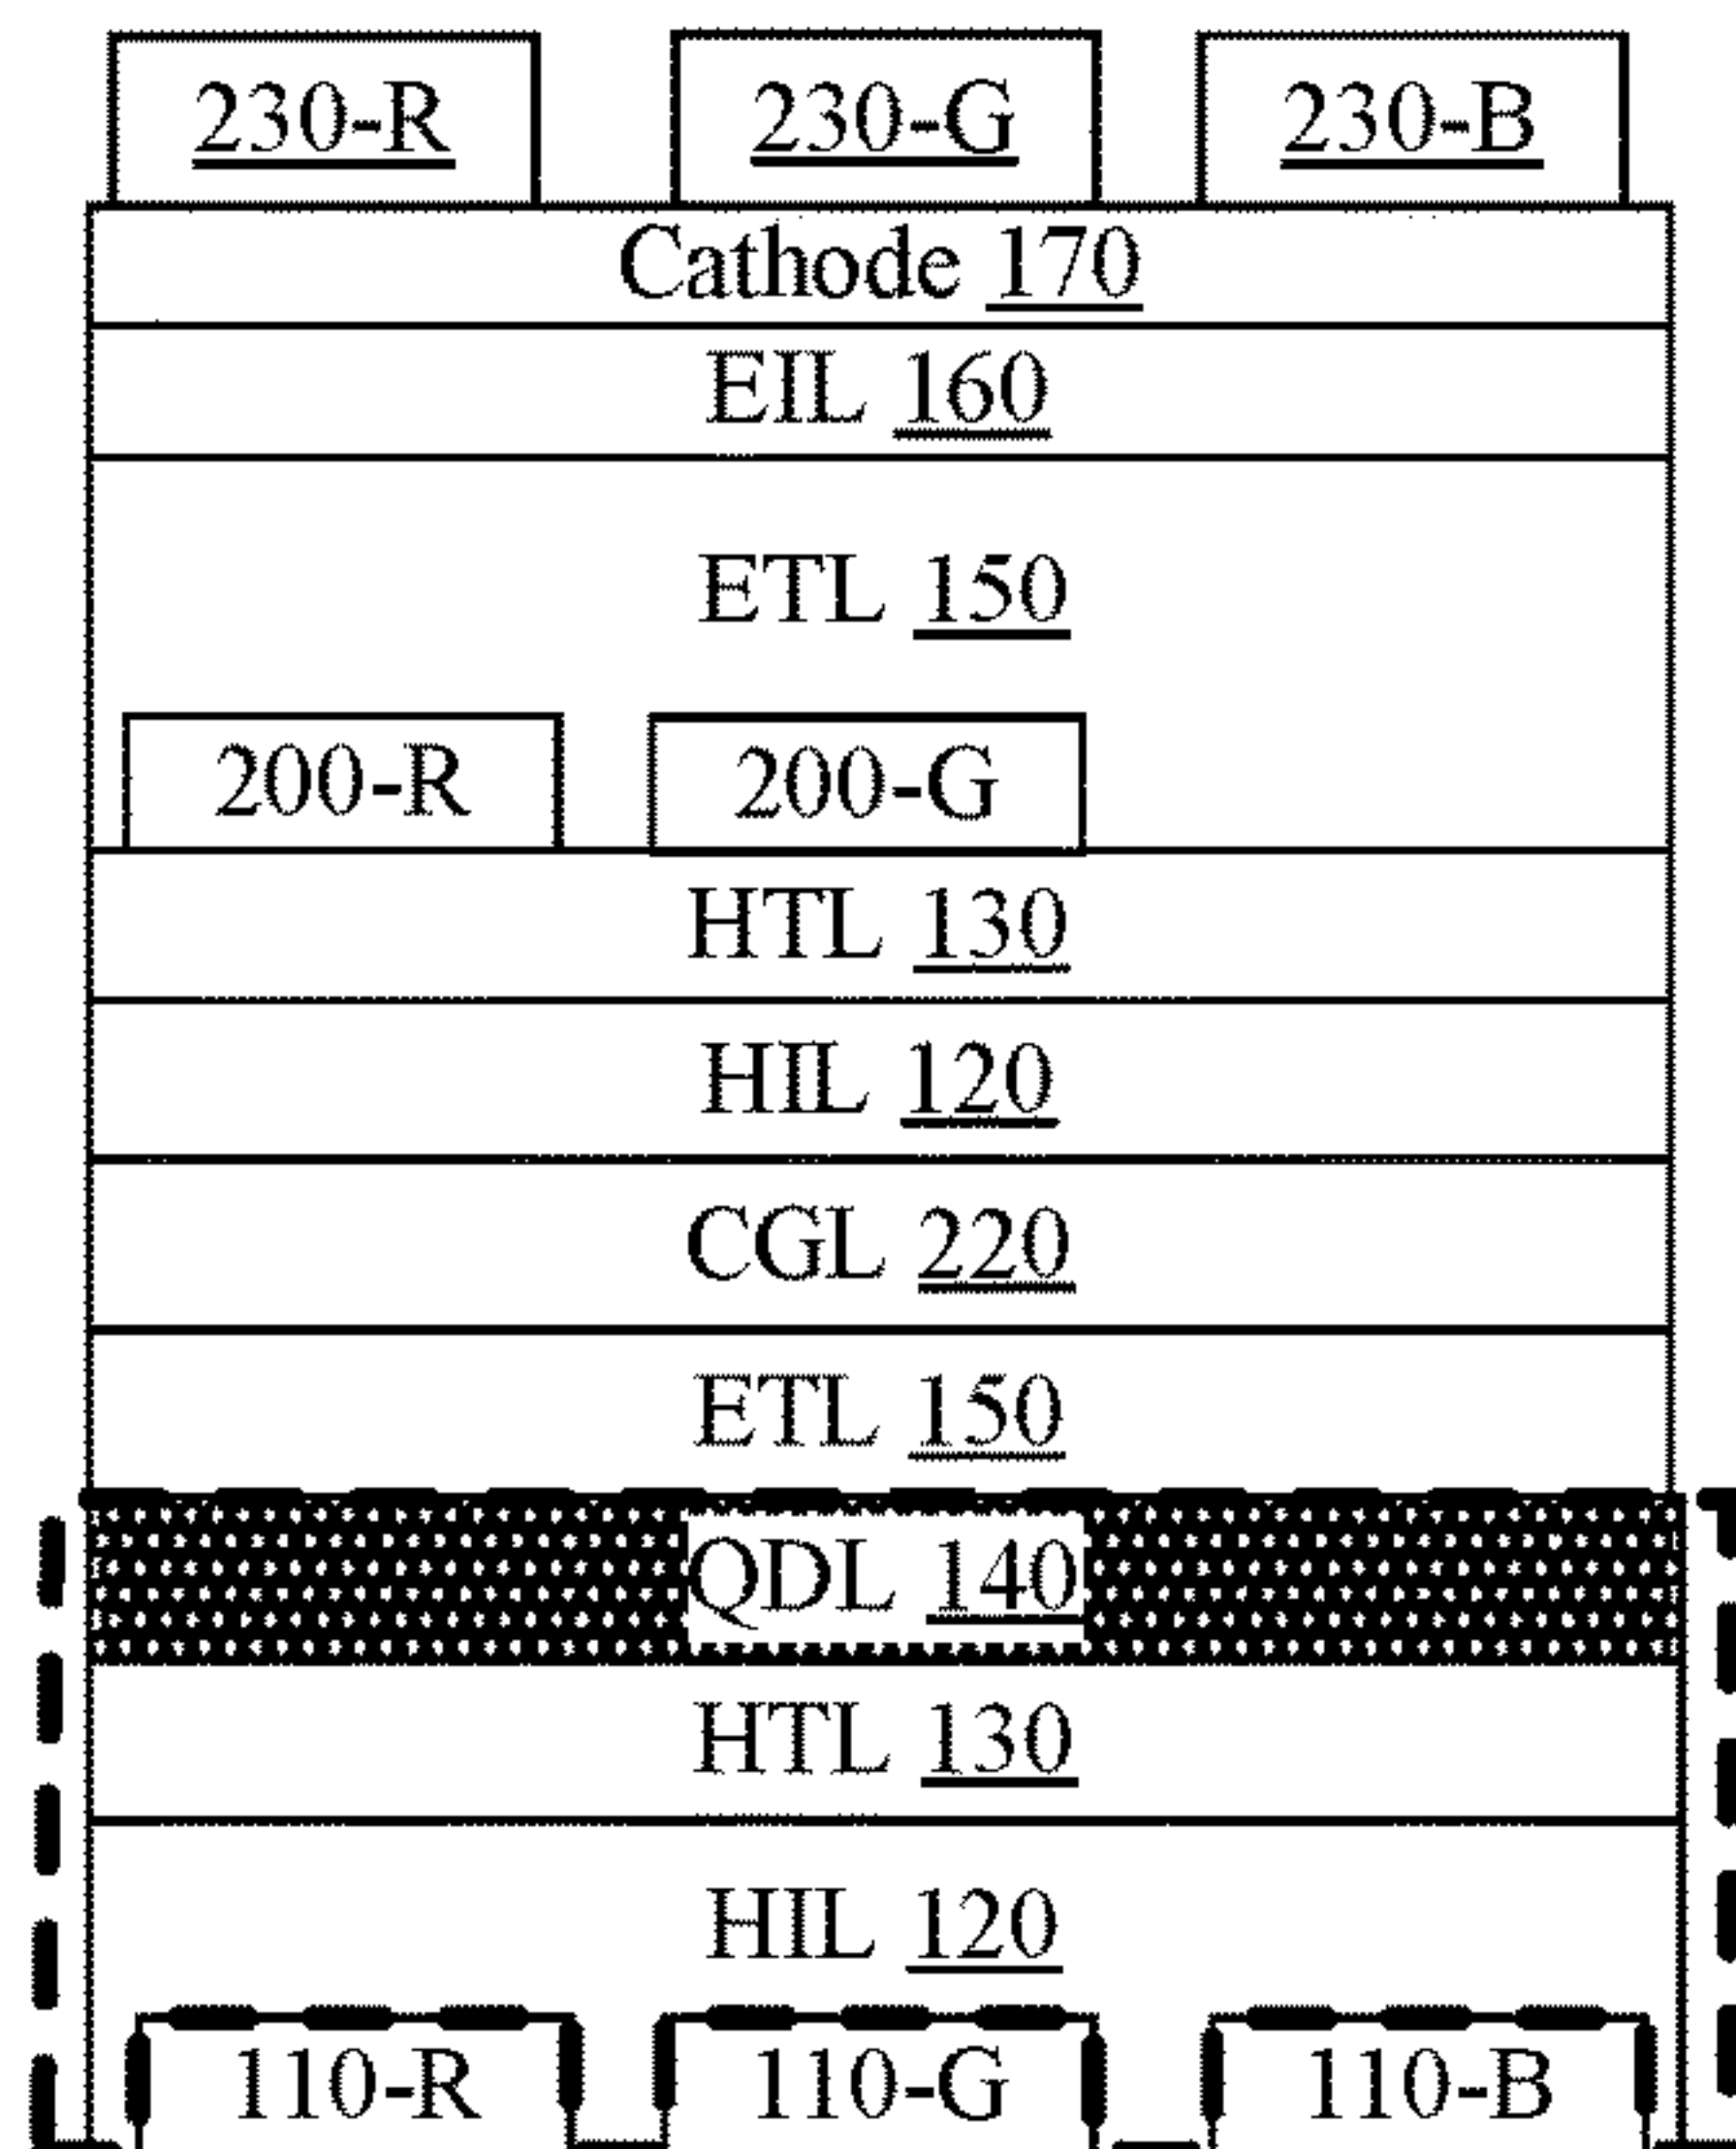 230-R 230-G 230-B
Cathode 170
EIL 160
ETL 150
200-R 200-G
HTL 130
HIL 120
CGL 220
ETL 150
QDL 140
HTL 130
HIL 120
110-R 110-G 110-B